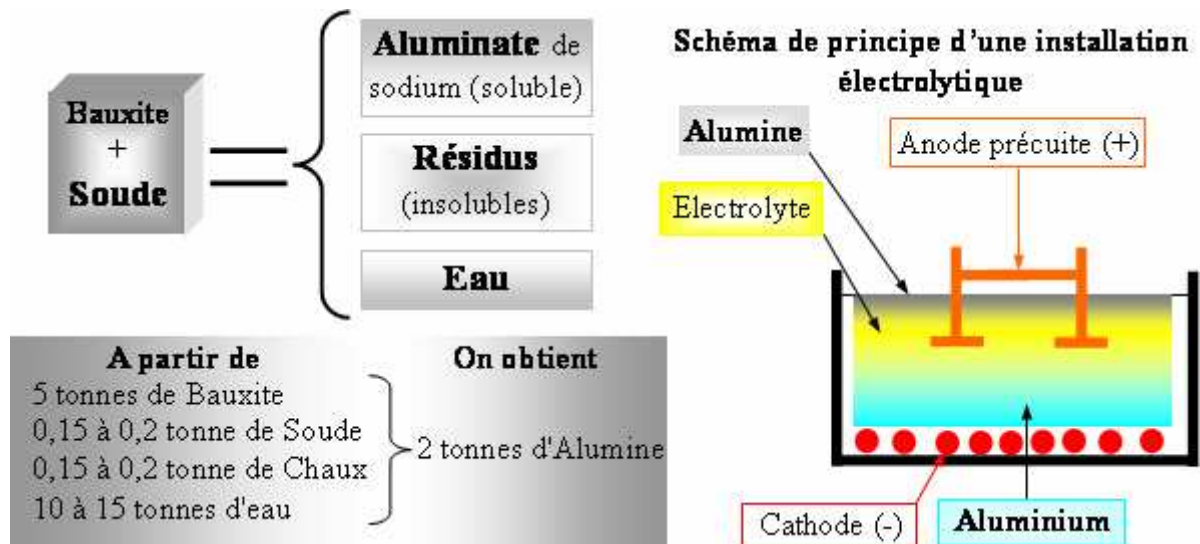 Bauxite
+
Soude
Aluminate de
sodium (soluble)
Résidus
(insolubles)
Eau
A partir de
5 tonnes de Bauxite
0,15 à 0,2 tonne de Soude
0,15 à 0,2 tonne de Chaux
10 à 15 tonnes d'eau
On obtient
2 tonnes d'Alumine
Schéma de principe d'une installation
électrolytique
Alumine
Anode précuite (+)
Electrolyte
Cathode (-)
Aluminium